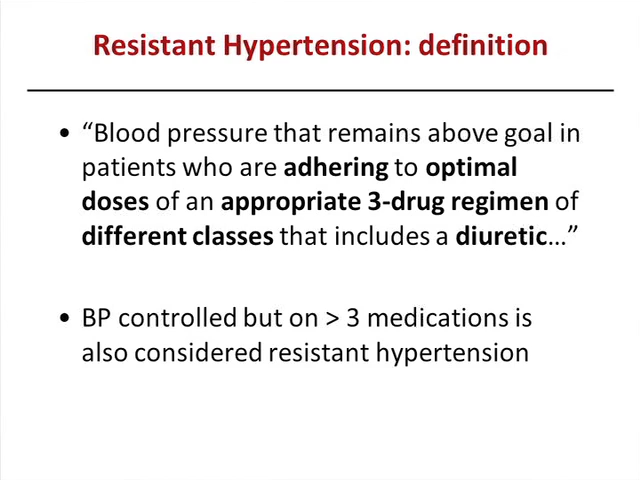 Resistant Hypertension: definition
• “Blood pressure that remains above goal in
patients who are adhering to optimal
doses of an appropriate 3-drug regimen of
different classes that includes a diuretic…”
• BP controlled but on > 3 medications is
also considered resistant hypertension